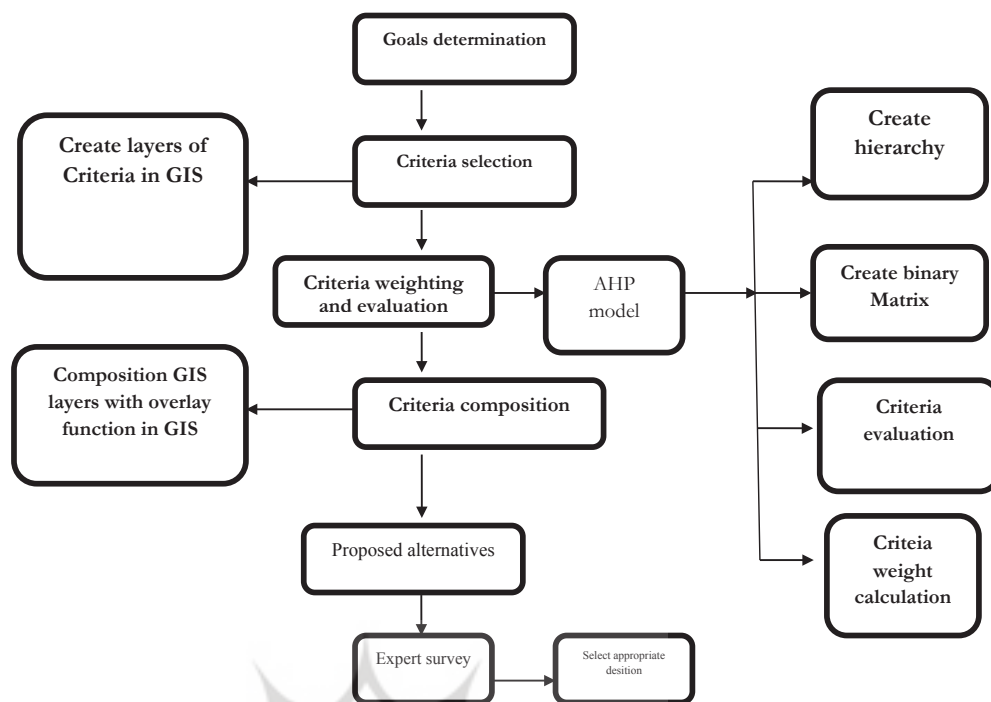 Goals determination
Create layers of
Criteria in GIS
Criteria selection
Create
hierarchy
Criteria weighting
and evaluation
AHP
model
Create binary
Matrix
Composition GIS
layers with overlay
function in GIS
Criteria composition
Criteria
evaluation
Proposed alternatives
Criteia
weight
calculation
Expert survey
Select appropriate
desition